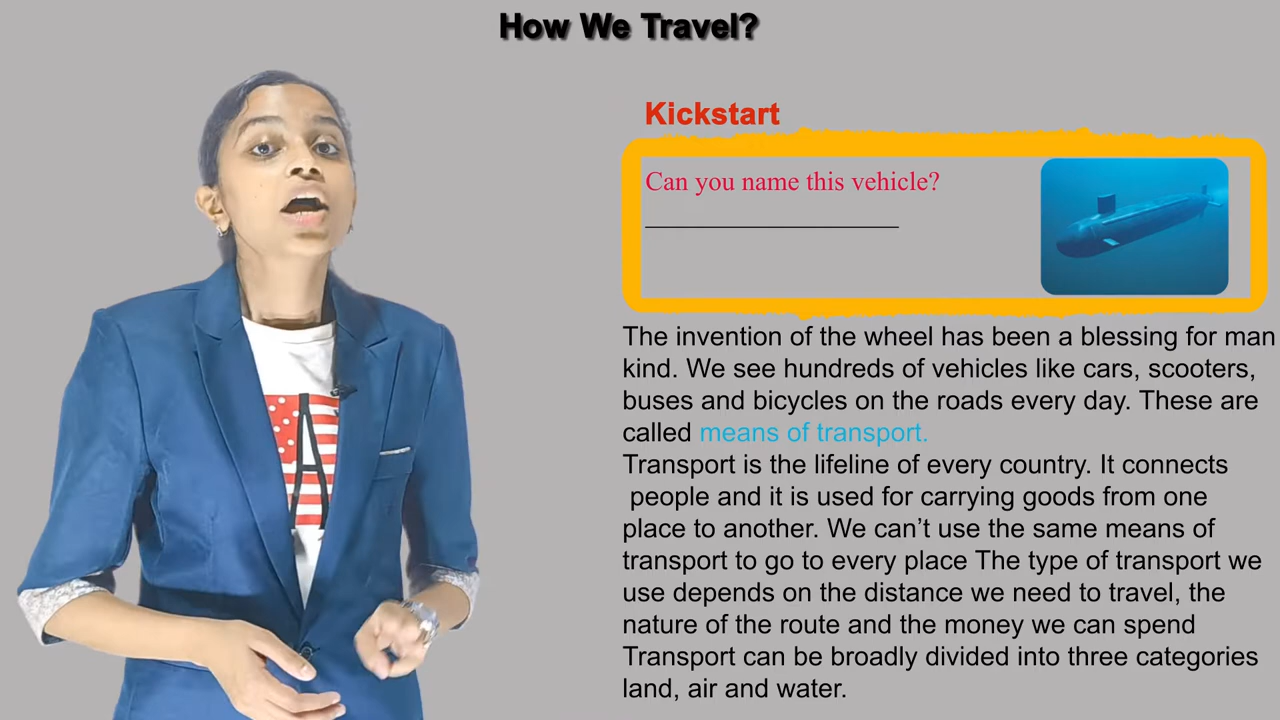 How We Travel?
Kickstart
Can you name this vehicle?
The invention of the wheel has been a blessing for man
kind. We see hundreds of vehicles like cars, scooters,
buses and bicycles on the roads every day. These are
called means of transport.
Transport is the lifeline of every country. It connects
people and it is used for carrying goods from one
place to another. We can’t use the same means of
transport to go to every place The type of transport we
use depends on the distance we need to travel, the
nature of the route and the money we can spend
Transport can be broadly divided into three categories
land, air and water.